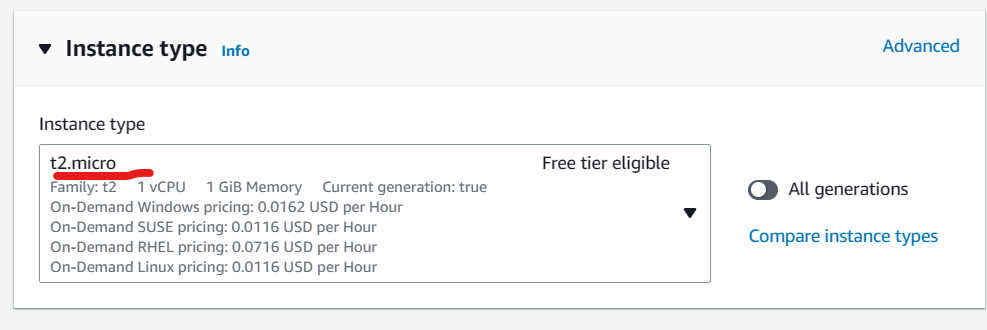 Instance type Info
Advanced
Instance type
t2.micro Free tier eligible
Family: t2 1 vCPU 1 GiB Memory Current generation: true
On-Demand Windows pricing: 0.0162 USD per Hour
On-Demand SUSE pricing: 0.0116 USD per Hour
On-Demand RHEL pricing: 0.0716 USD per Hour
On-Demand Linux pricing: 0.0116 USD per Hour
All generations
Compare instance types